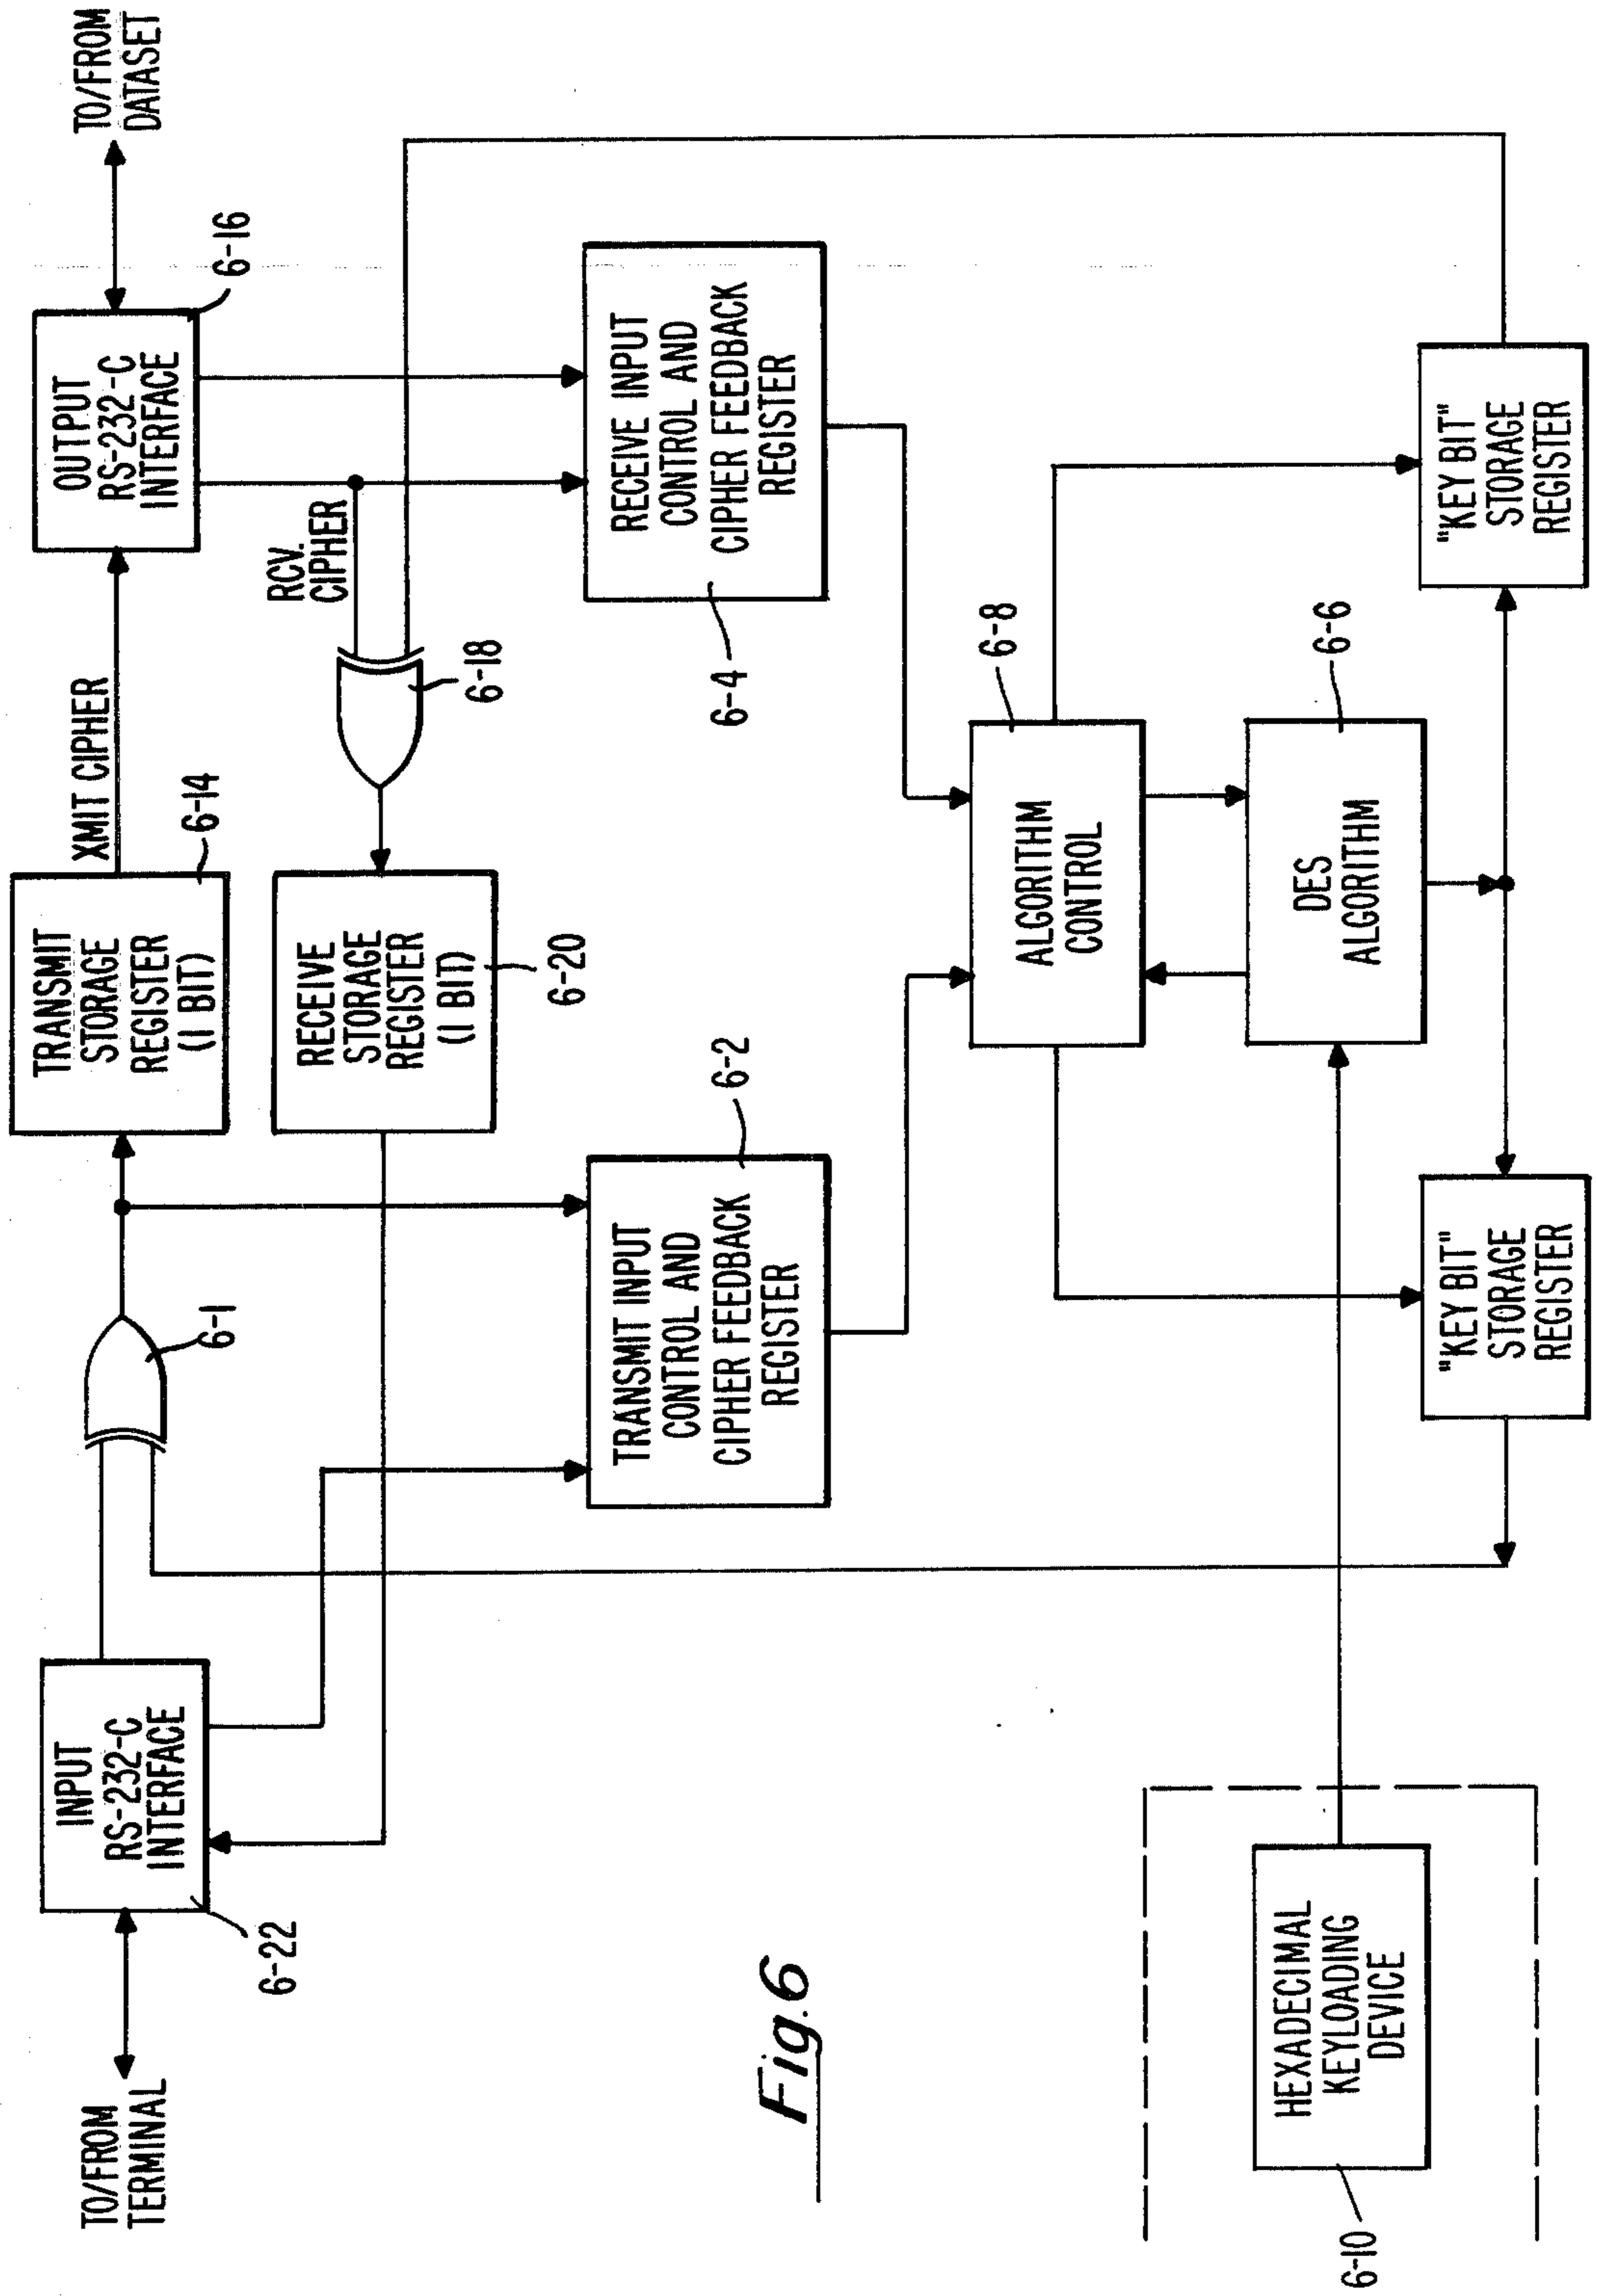 TO/FROM
TERMINAL
INPUT
RS-232-C
INTERFACE
6-22
6-1
TRANSMIT
STORAGE
REGISTER
(1 BIT)
6-14
XMIT CIPHER
OUTPUT
RS-232-C
INTERFACE
6-16
TO/FROM
DATASET
RECEIVE
STORAGE
REGISTER
(1 BIT)
6-20
6-18
RCV.
CIPHER
TRANSMIT INPUT
CONTROL AND
CIPHER FEEDBACK
REGISTER
6-2
RECEIVE INPUT
CONTROL AND
CIPHER FEEDBACK
REGISTER
6-4
Fig. 6
ALGORITHM
CONTROL
6-8
HEXADECIMAL
KEYLOADING
DEVICE
6-10
DES
ALGORITHM
6-6
"KEY BIT"
STORAGE
REGISTER
"KEY BIT"
STORAGE
REGISTER